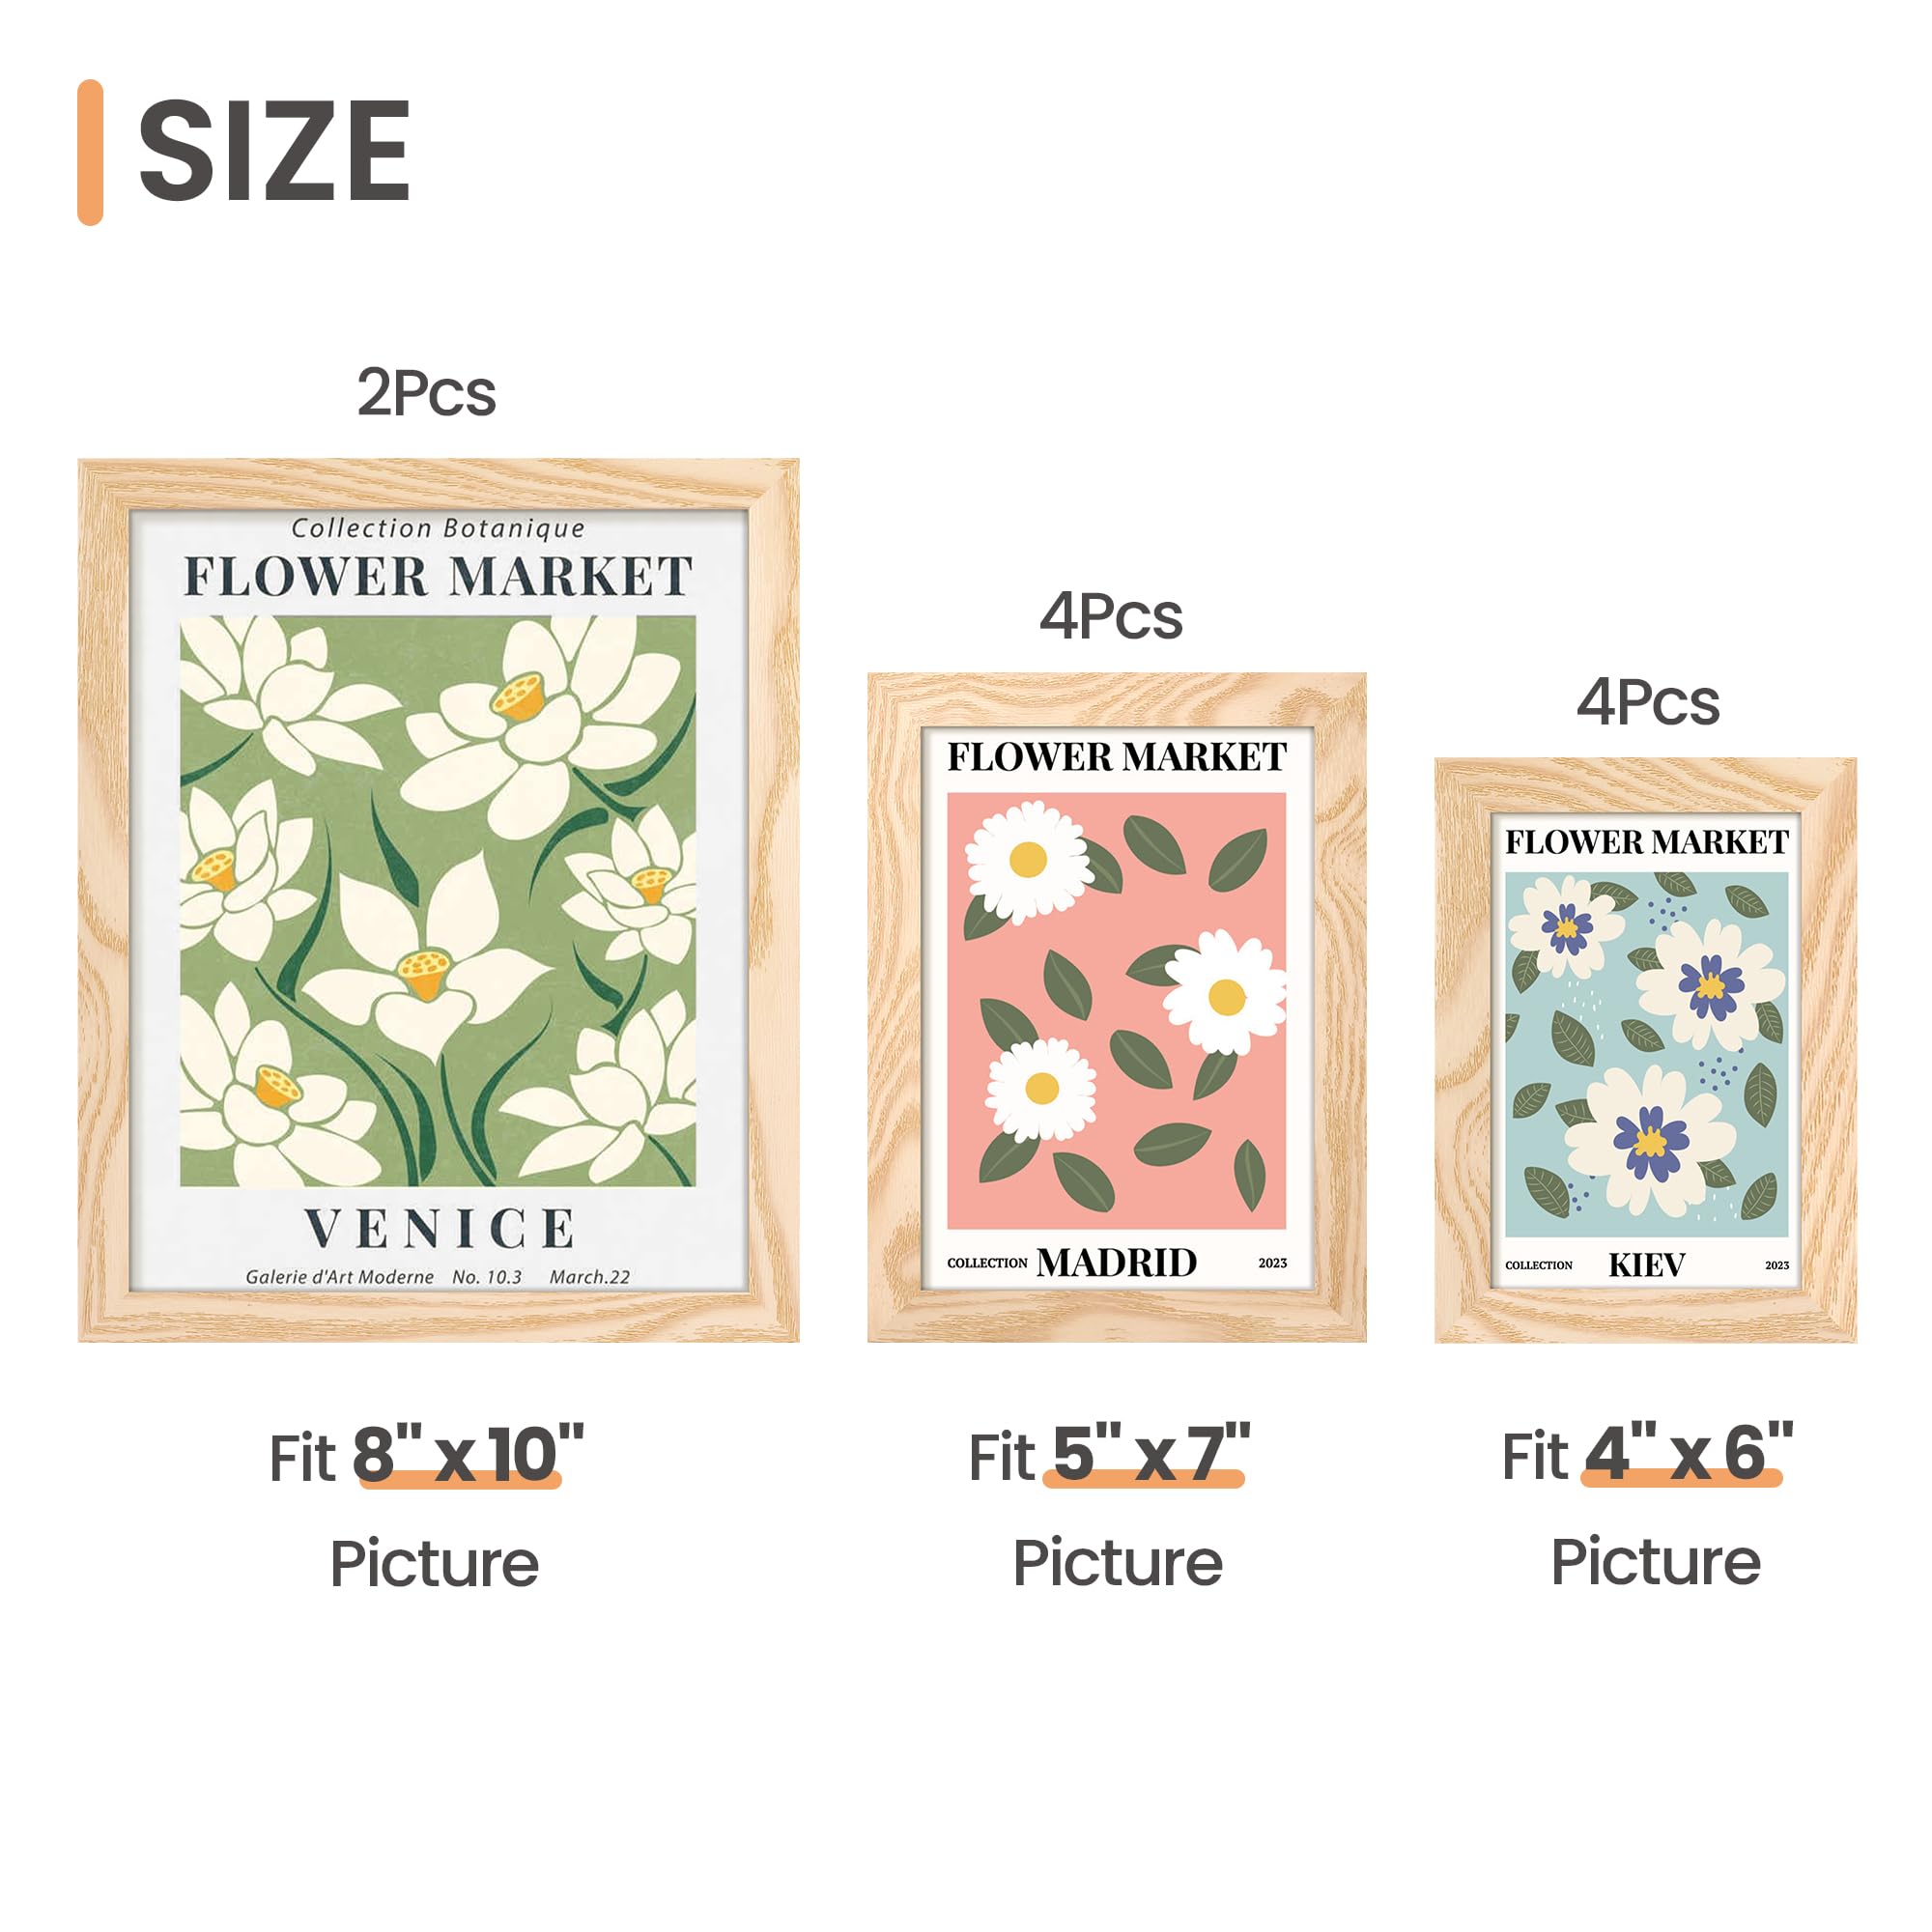 SIZE
2Pcs
Collection Botanique
FLOWER MARKET
VENICE
Galerie d'Art Moderne No. 10.3 March.22
Fit 8" x 10"
Picture
4Pcs
FLOWER MARKET
COLLECTION MADRID 2023
Fit 5" x 7"
Picture
4Pcs
FLOWER MARKET
COLLECTION KIEV 2023
Fit 4" x 6"
Picture